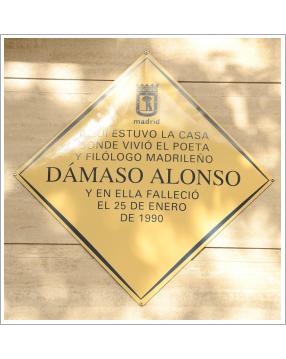 madrid
AQUÍ ESTUVO LA CASA
DONDE VIVIÓ EL POETA
Y FILÓLOGO MADRILEÑO
DÁMASO ALONSO
Y EN ELLA FALLECIÓ
EL 25 DE ENERO
DE 1990